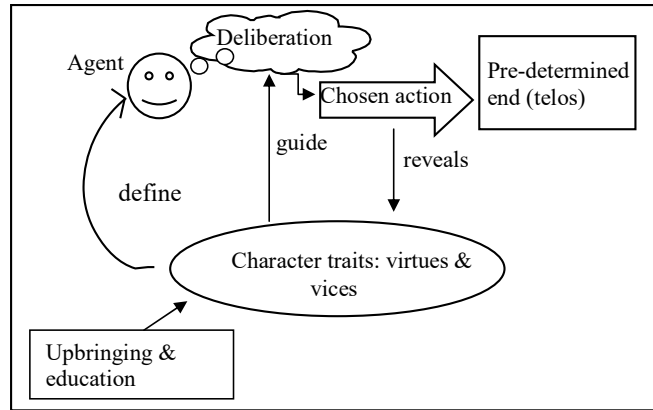 Deliberation
Agent
Pre-determined
end (telos)
Chosen action
guide
reveals
define
Character traits: virtues &
vices
Upbringing &
education